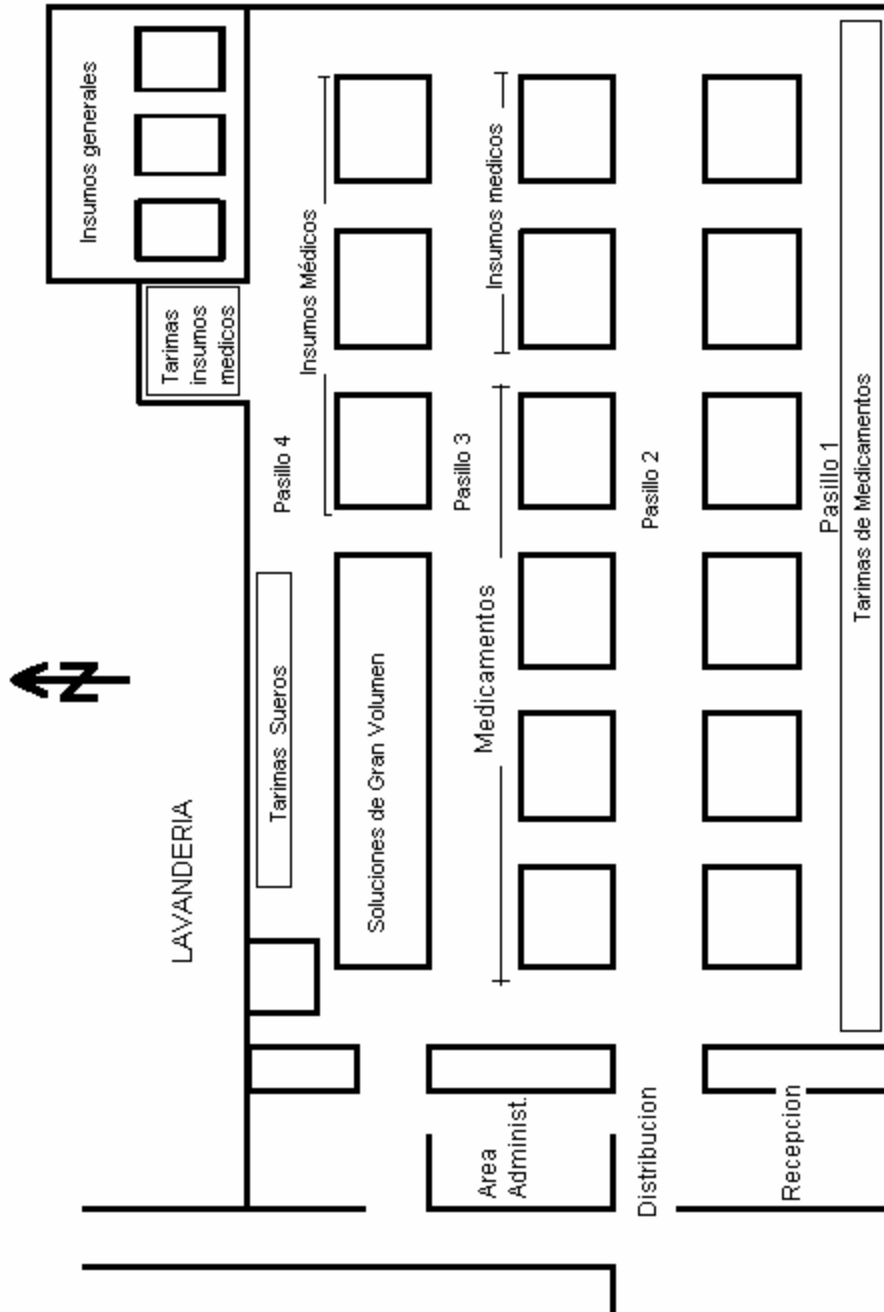 Insumos generales
Tarimas
insumos
medicos
Insumos Médicos
Insumos medicos
Pasillo 4
Pasillo 3
Pasillo 2
Pasillo 1
Tarimas de Medicamentos
N
LAVANDERIA
Tarimas Sueros
Soluciones de Gran Volumen
Medicamentos
Area
Administ.
Distribucion
Recepcion